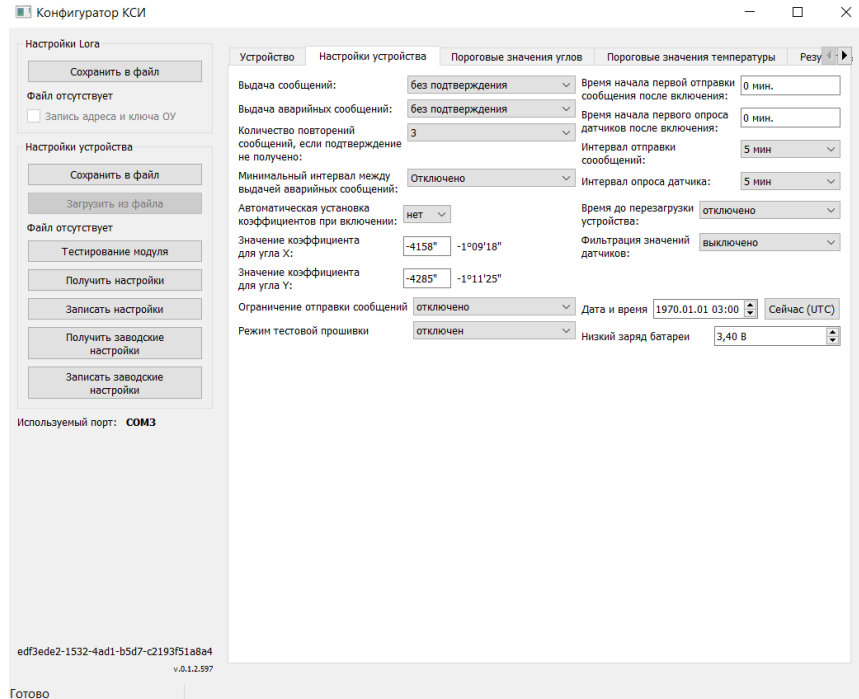 Конфигуратор КСИ
Настройки Lora
Сохранить в файл
Файл отсутствует
Запись адреса и ключа ОУ
Настройки устройства
Сохранить в файл
Загрузить из файла
Файл отсутствует
Тестирование модуля
Получить настройки
Записать настройки
Получить заводские
настройки
Записать заводские
настройки
Используемый порт: COM3
edf3ede2-1532-4ad1-b5d7-c2193f51a8a4
v.0.1.2.597
Готово
Устройство
Настройки устройства
Пороговые значения углов
Пороговые значения температуры
Выдача сообщений:
без подтверждения
Выдача аварийных сообщений:
без подтверждения
Количество повторений
сообщений, если подтверждение
не получено:
3
Минимальный интервал между
выдачей аварийных сообщений:
Отключено
Автоматическая установка
коэффициентов при включении:
нет
Значение коэффициента
для угла X:
-4158"
-1°09'18"
Значение коэффициента
для угла Y:
-4285"
-1°11'25"
Ограничение отправки сообщений
отключено
Режим тестовой прошивки
отключен
Время начала первой отправки
сообщения после включения:
0 мин.
Время начала первого опроса
датчиков после включения:
0 мин.
Интервал отправки
соообщений:
5 мин
Интервал опроса датчика:
5 мин
Время до перезагрузки
устройства:
отключено
Фильтрация значений
датчиков:
выключено
Дата и время
1970.01.01 03:00
Сейчас (UTC)
Низкий заряд батареи
3,40 В